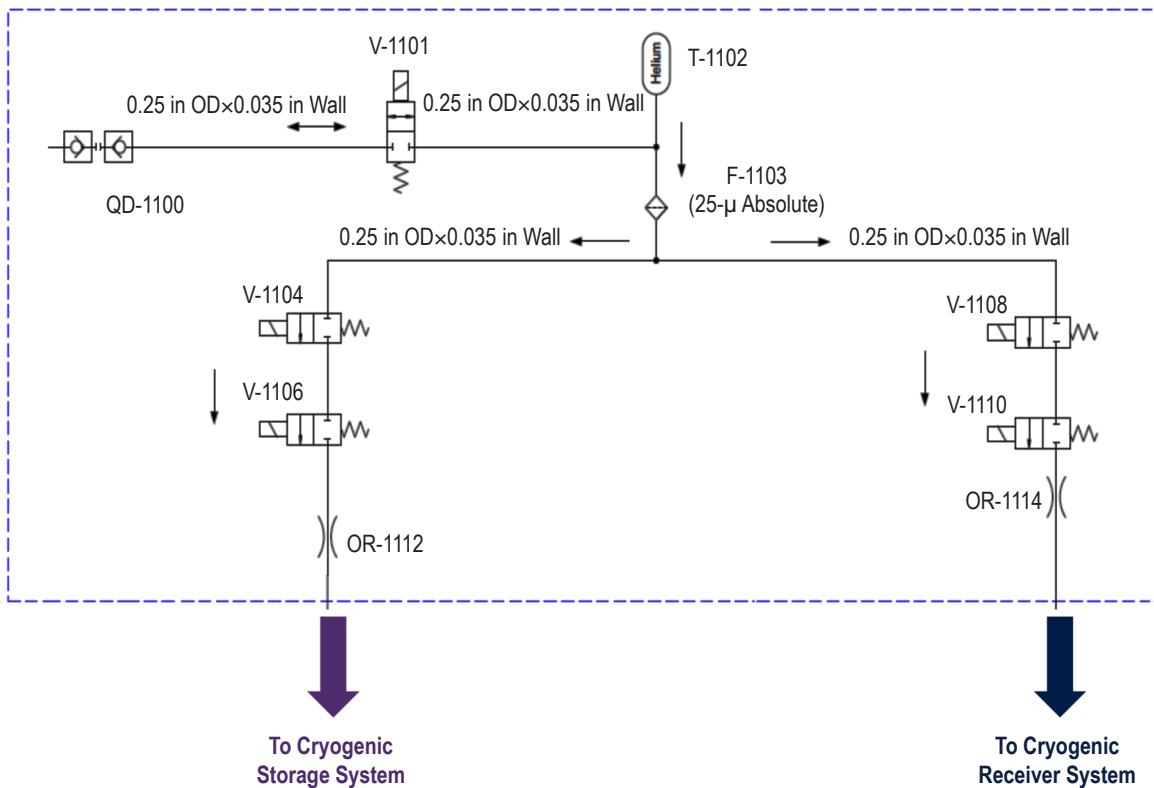 V-1101
Helium
T-1102
0.25 in OD×0.035 in Wall
0.25 in OD×0.035 in Wall
QD-1100
F-1103
(25-µ Absolute)
0.25 in OD×0.035 in Wall
0.25 in OD×0.035 in Wall
V-1104
V-1108
V-1106
V-1110
OR-1114
OR-1112
To Cryogenic
Storage System
To Cryogenic
Receiver System